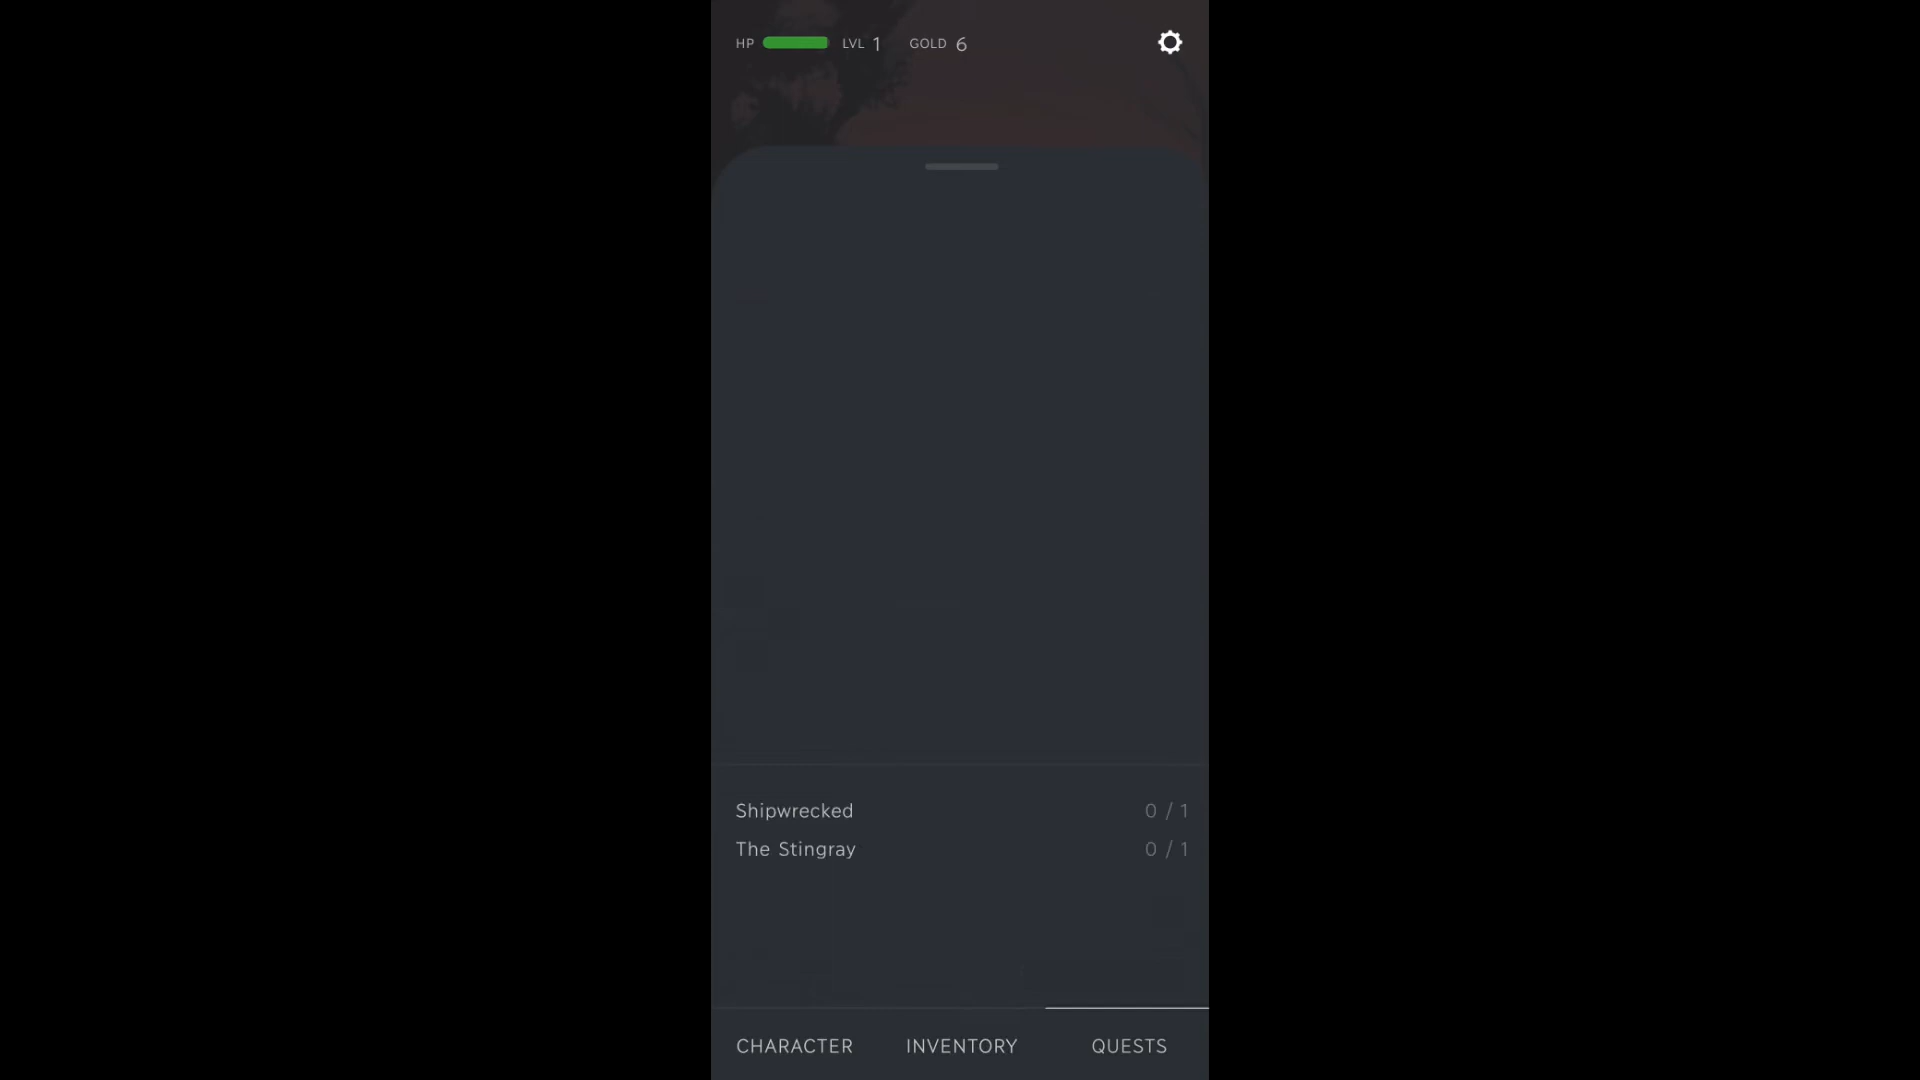 HP LVL 1 GOLD 6
Shipwrecked 0 / 1
The Stingray 0 / 1
CHARACTER INVENTORY QUESTS